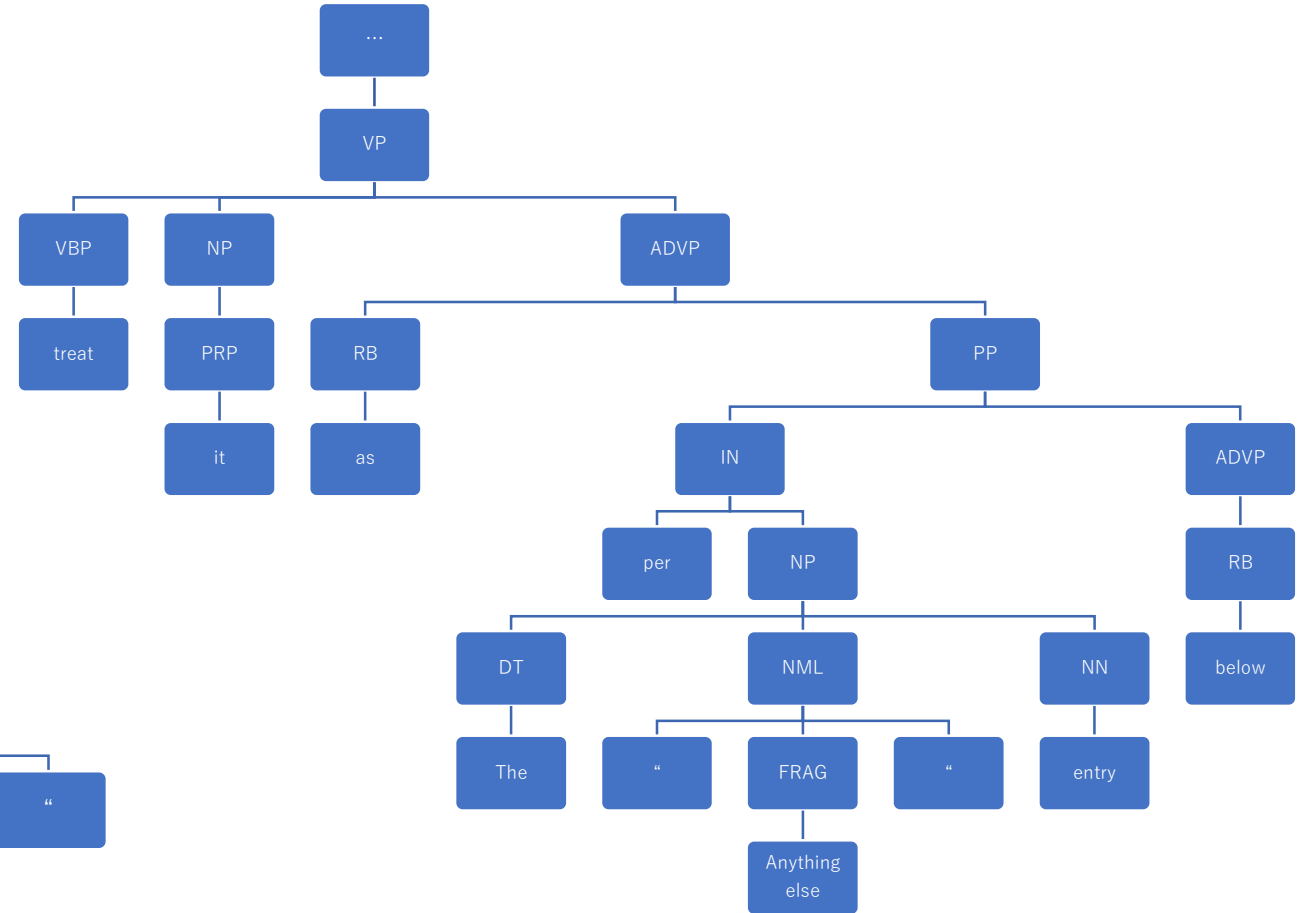 …
VP
VBP
NP
ADVP
treat
PRP
RB
PP
it
as
IN
ADVP
per
NP
RB
DT
NML
NN
below
The
“
FRAG
“
entry
“
Anything
else